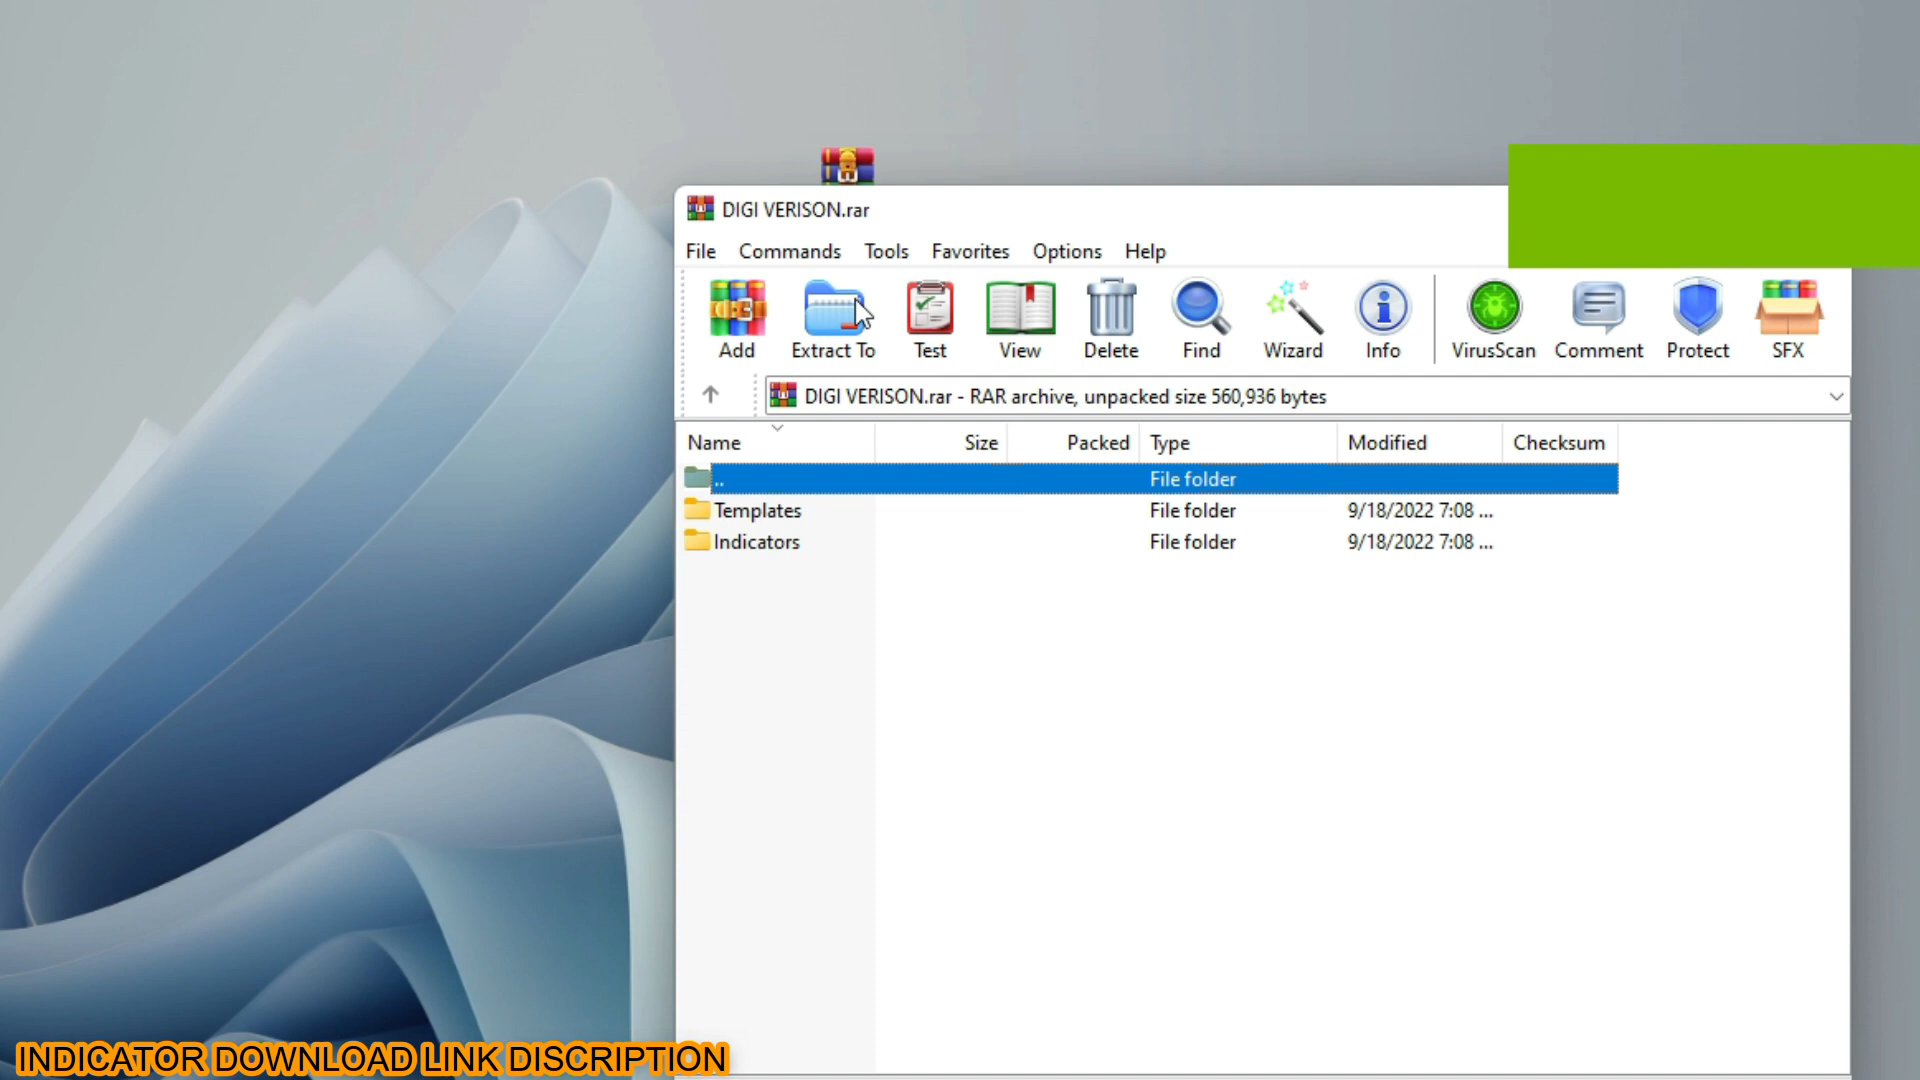 DIGI VERISON.rar
File Commands Tools Favorites Options Help
Add Extract To Test View Delete Find Wizard Info VirusScan Comment Protect SFX
DIGI VERISON.rar - RAR archive, unpacked size 560,936 bytes
Name Size Packed Type Modified Checksum
.. File folder
Templates File folder 9/18/2022 7:08 ...
Indicators File folder 9/18/2022 7:08 ...
INDICATOR DOWNLOAD LINK DISCRIPTION